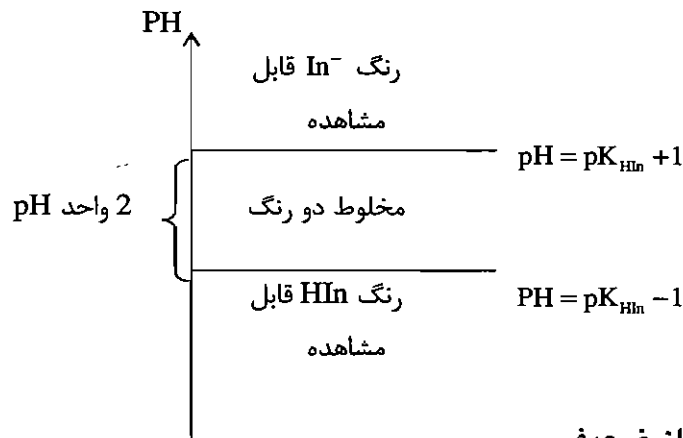 PH
رنگ In⁻ قابل
مشاهده
pH = pK_HIn +1
2 واحد pH
مخلوط دو رنگ
رنگ HIn قابل
مشاهده
PH = pK_HIn −1